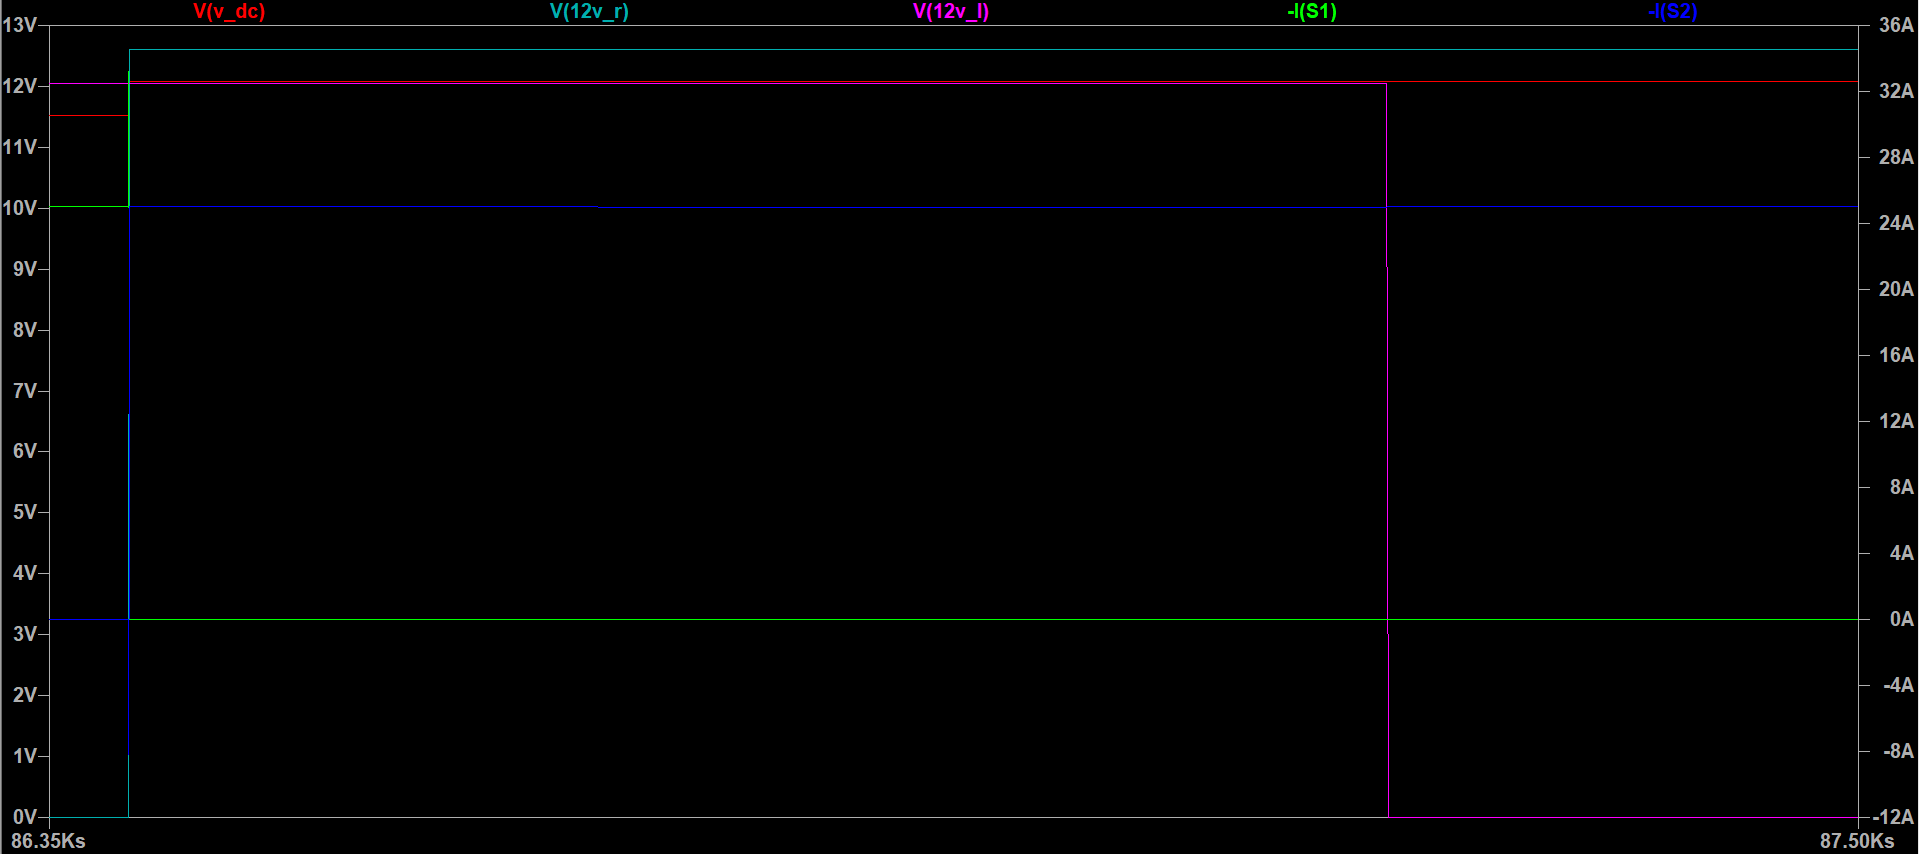 V(v_dc) V(12v_r) V(12v_l) -I(S1) -I(S2)
13V 36A
12V 32A
11V 28A
10V 24A
9V 20A
8V 16A
7V 12A
6V 8A
5V 4A
4V 0A
3V -4A
2V -8A
1V -12A
0V
86.35Ks 87.50Ks